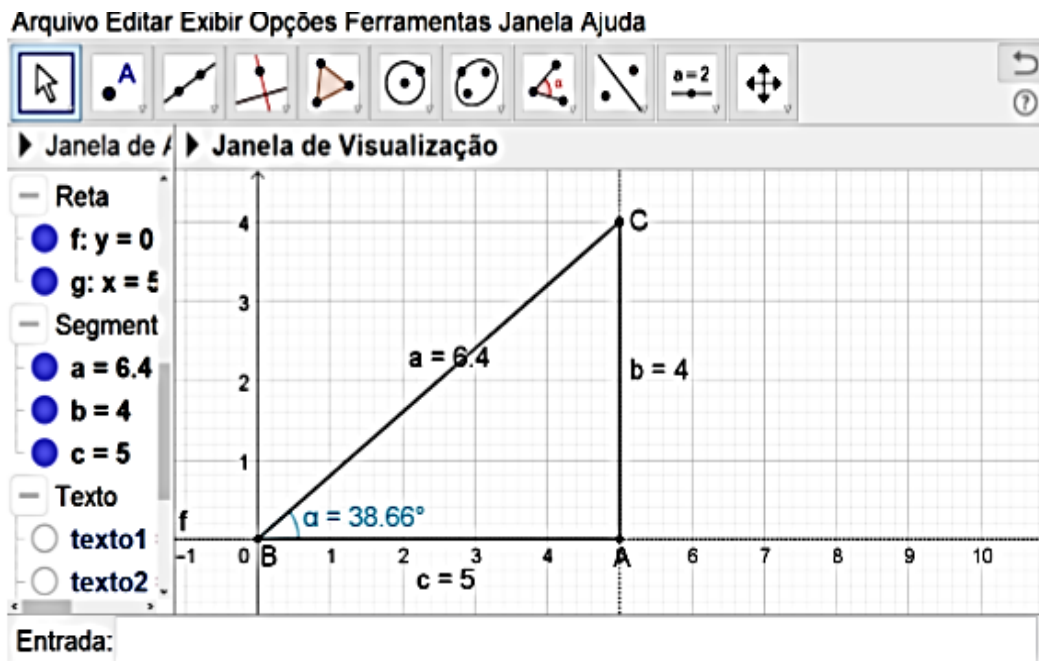 Arquivo Editar Exibir Opções Ferramentas Janela Ajuda
A
α
a=2
Janela de
Janela de Visualização
Reta
f: y = 0
g: x = 5
Segment
a = 6.4
b = 4
c = 5
Texto
texto1
texto2
4
3
2
1
C
a = 6.4
b = 4
α = 38.66°
f
-1 0 B 1 2 3 4 A 6 7 8 9 10
c = 5
Entrada: